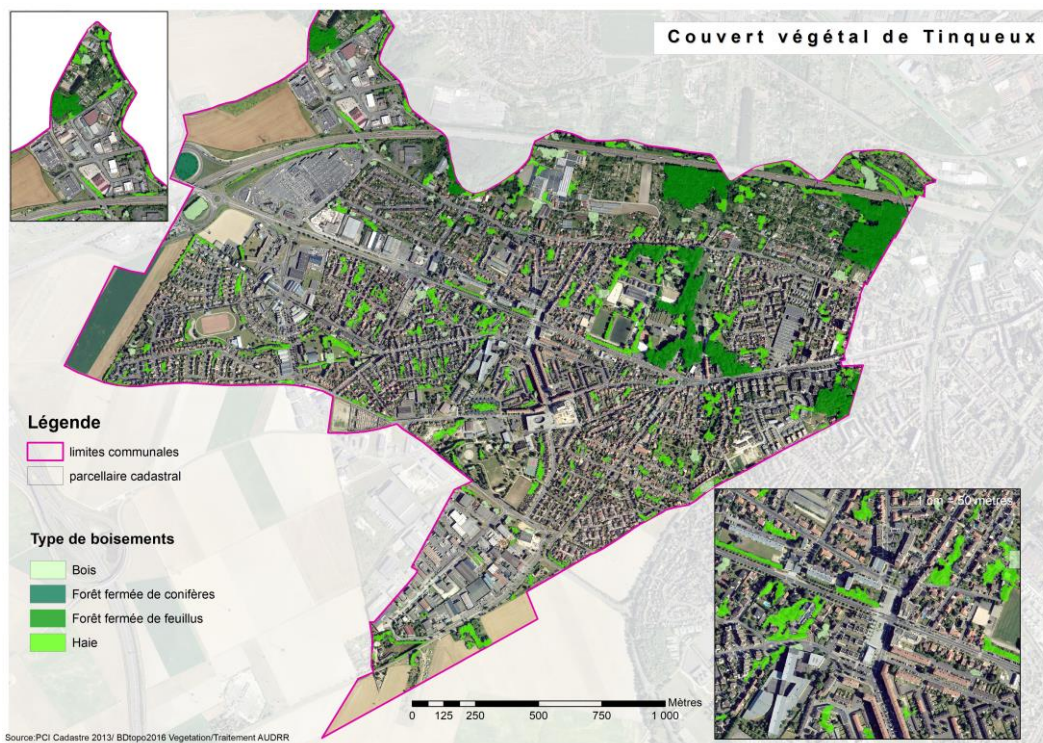 Couvert végétal de Tinqueux
Légende
limites communales
parcellaire cadastral
Type de boisements
Bois
Forêt fermée de conifères
Forêt fermée de feuillus
Haie
1 cm = 50 mètres
Mètres
0 125 250 500 750 1 000
Source:PCI Cadastre 2013/ BDtopo2016 Vegetation/Traitement AUDRR